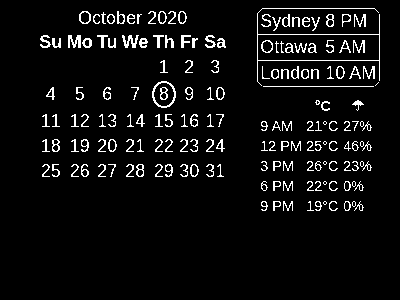 October 2020
Su Mo Tu We Th Fr Sa
1 2 3
4 5 6 7 8 9 10
11 12 13 14 15 16 17
18 19 20 21 22 23 24
25 26 27 28 29 30 31
Sydney 8 PM
Ottawa 5 AM
London 10 AM
°C
9 AM 21°C 27%
12 PM 25°C 46%
3 PM 26°C 23%
6 PM 22°C 0%
9 PM 19°C 0%